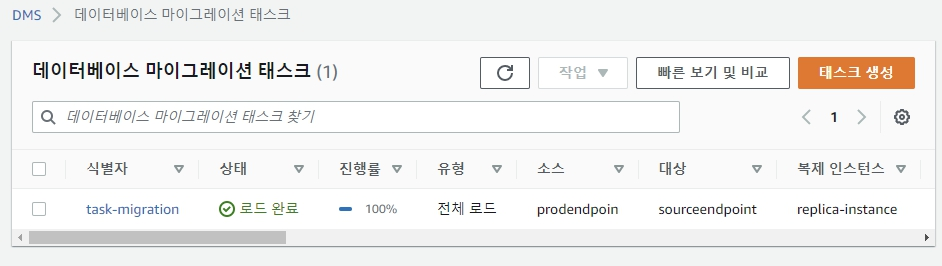 DMS > 데이터베이스 마이그레이션 태스크
데이터베이스 마이그레이션 태스크 (1) 작업 빠른 보기 및 비교 태스크 생성
데이터베이스 마이그레이션 태스크 찾기 1
식별자 상태 진행률 유형 소스 대상 복제 인스턴스
task-migration 로드 완료 100% 전체 로드 prodendpoin sourceendpoint replica-instance